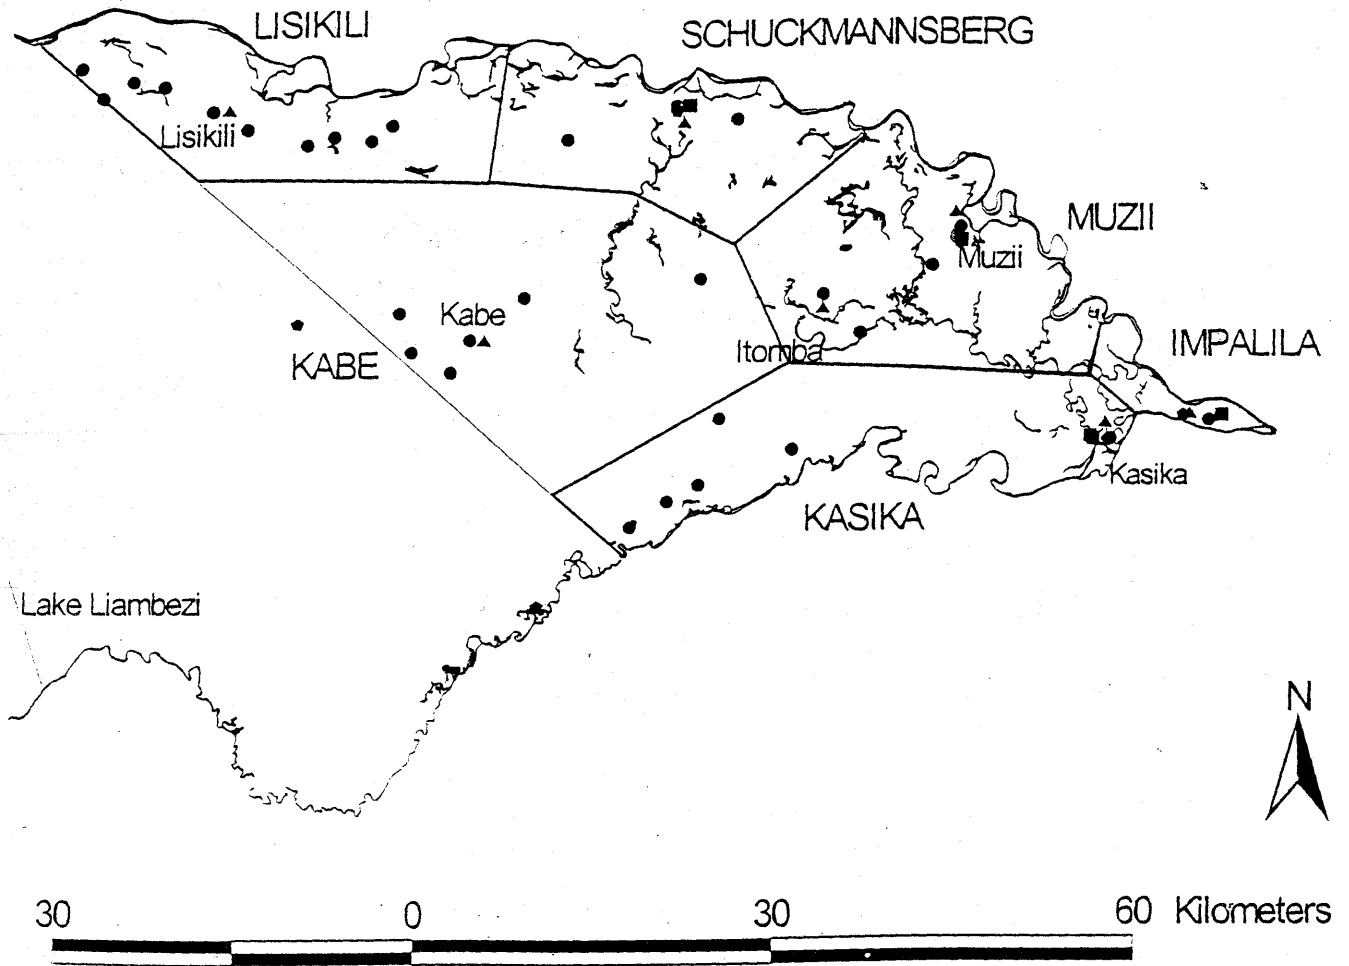 LISIKILI
SCHUCKMANNSBERG
Lisikili
MUZII
Muzii
Kabe
KABE
Itomba
IMPALILA
Kasika
KASIKA
Lake Liambezi
N
30 0 30 60 Kilometers